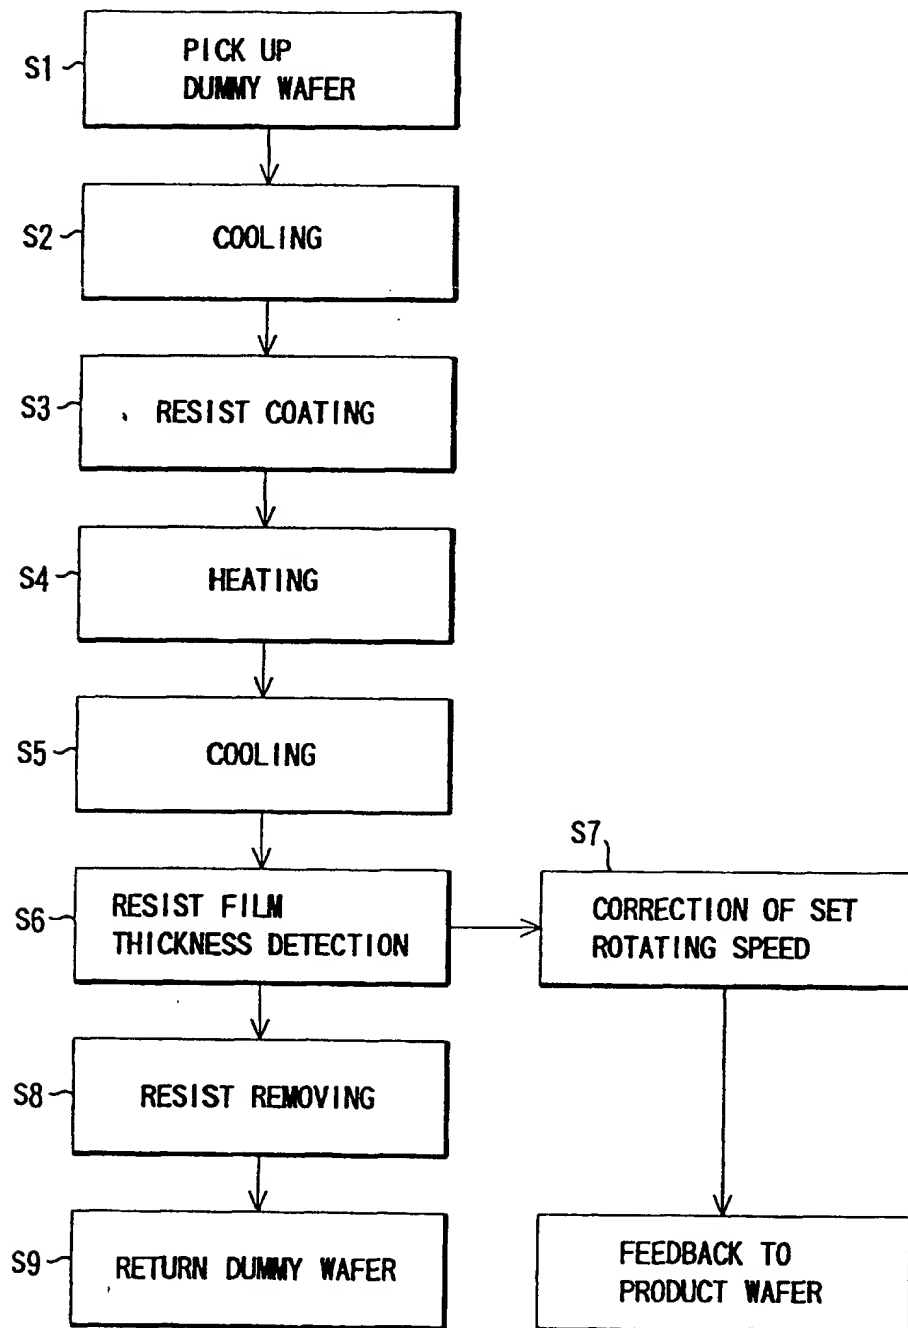 S1
PICK UP
DUMMY WAFER
S2
COOLING
S3
RESIST COATING
S4
HEATING
S5
COOLING
S6
RESIST FILM
THICKNESS DETECTION
S7
CORRECTION OF SET
ROTATING SPEED
S8
RESIST REMOVING
S9
RETURN DUMMY WAFER
FEEDBACK TO
PRODUCT WAFER